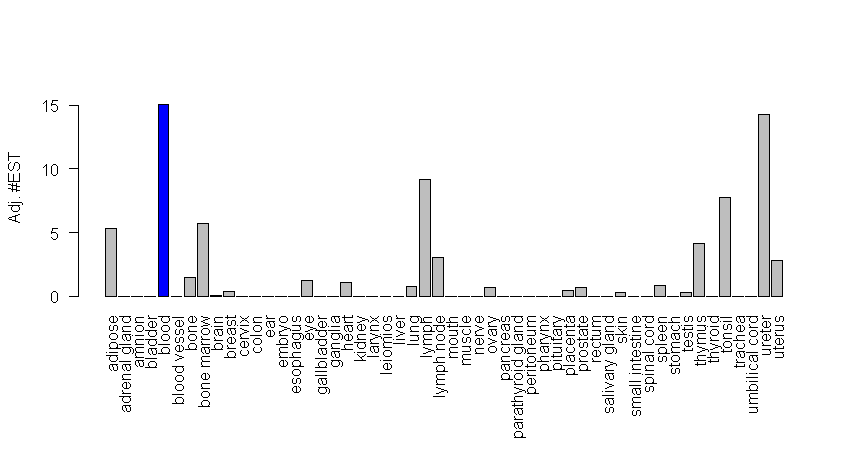 Adj. #EST
15
10
5
0
adipose
adrenal gland
amnion
bladder
blood
blood vessel
bone
bone marrow
brain
breast
cervix
colon
ear
embryo
esophagus
eye
gallbladder
ganglia
heart
kidney
larynx
leiomios
liver
lung
lymph
lymph node
mouth
muscle
nerve
ovary
pancreas
parathyroid gland
peritoneum
pharynx
pituitary
placenta
prostate
rectum
salivary gland
skin
small intestine
spinal cord
spleen
stomach
testis
thymus
thyroid
tonsil
trachea
umbilical cord
ureter
uterus